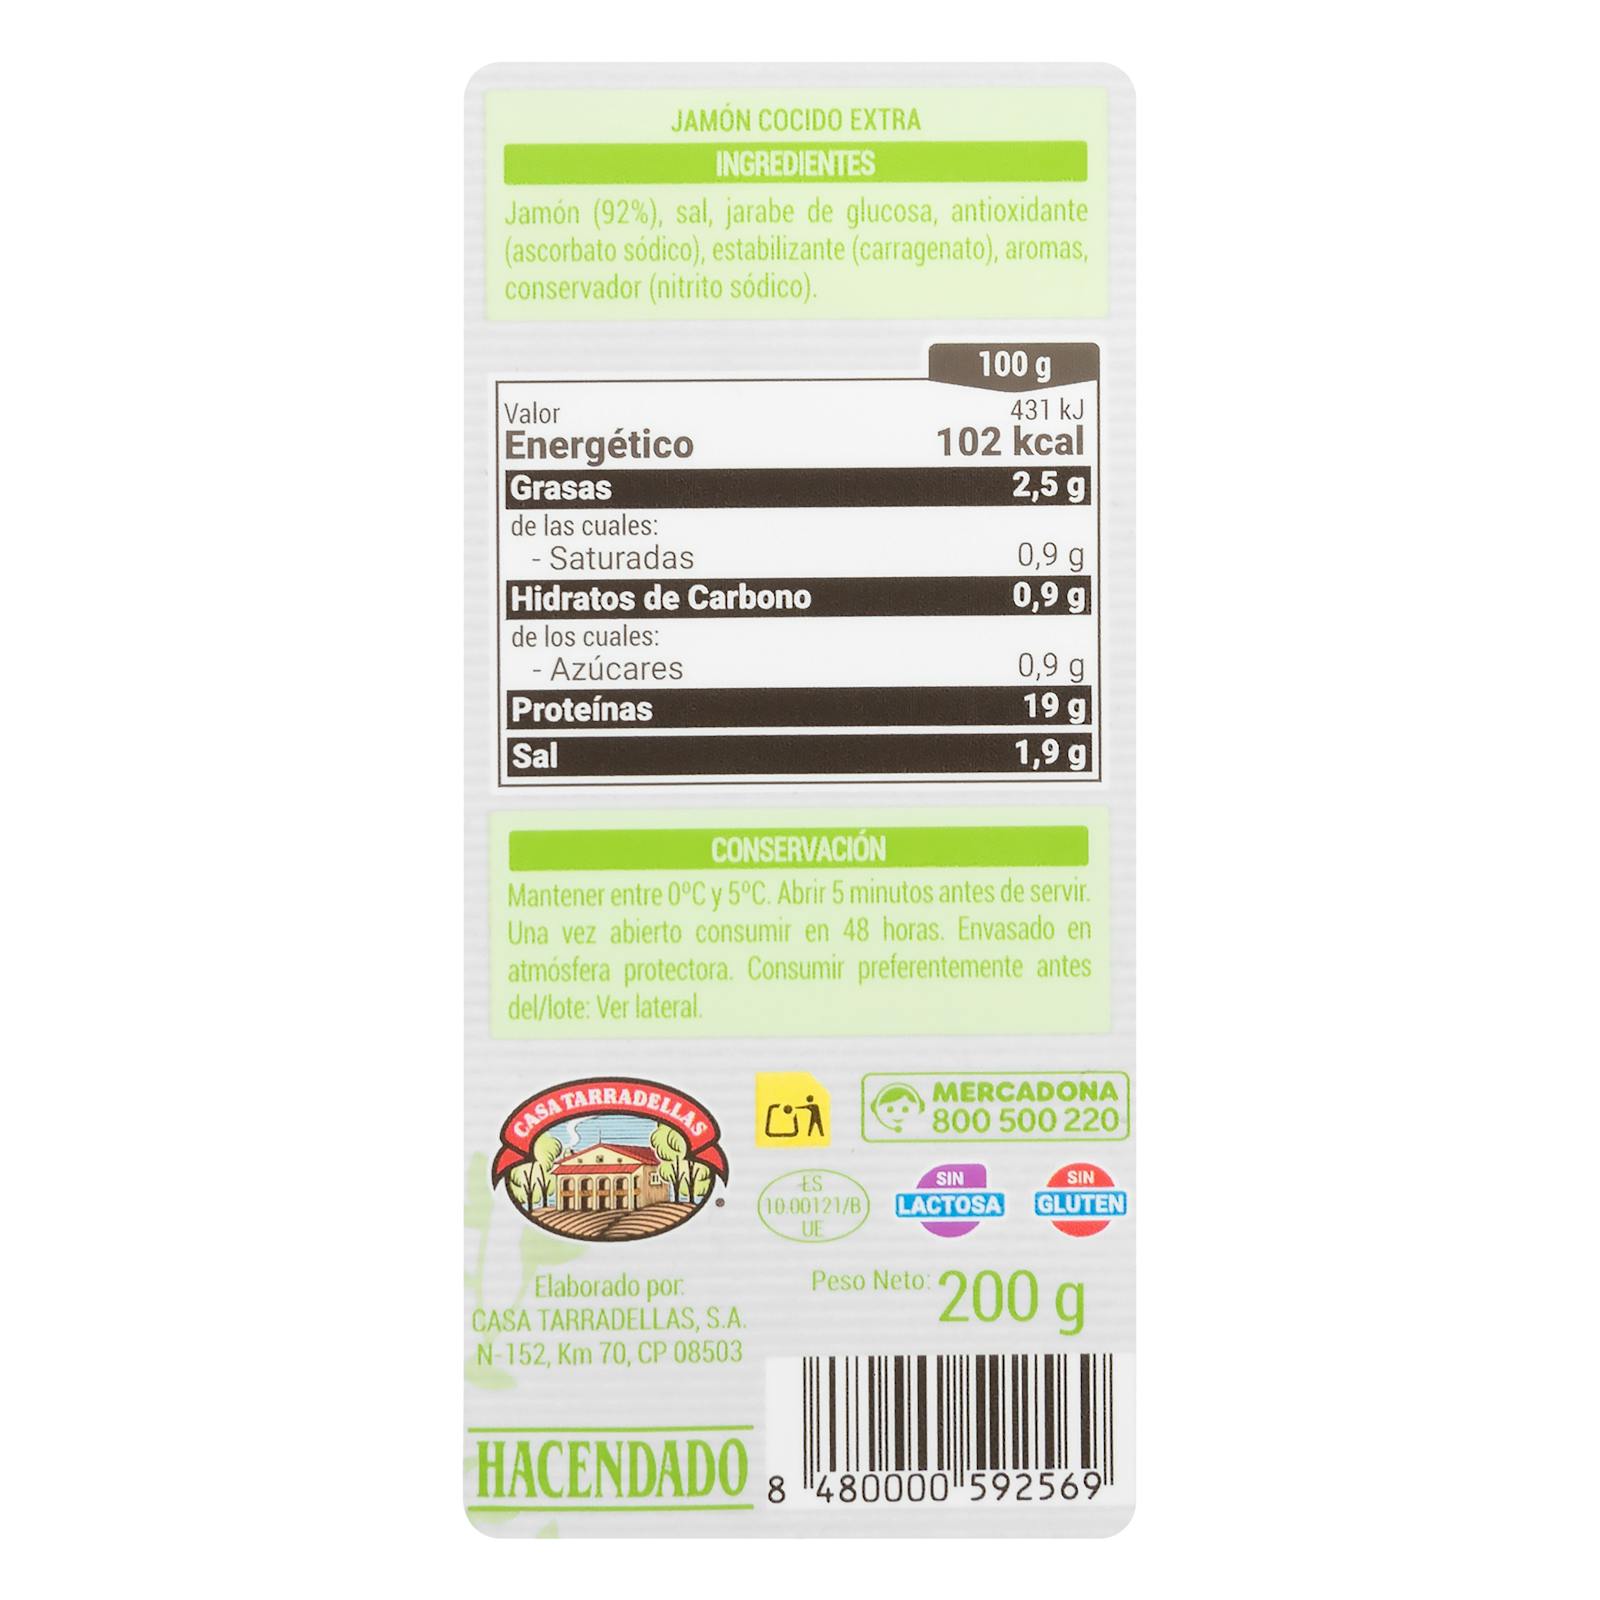 JAMÓN COCIDO EXTRA
INGREDIENTES
Jamón (92%), sal, jarabe de glucosa, antioxidante
(ascorbato sódico), estabilizante (carragenato), aromas,
conservador (nitrito sódico).
100 g
Valor 431 kJ
Energético 102 kcal
Grasas 2,5 g
de las cuales:
- Saturadas 0,9 g
Hidratos de Carbono 0,9 g
de los cuales:
- Azúcares 0,9 g
Proteínas 19 g
Sal 1,9 g
CONSERVACIÓN
Mantener entre 0ºC y 5ºC. Abrir 5 minutos antes de servir.
Una vez abierto consumir en 48 horas. Envasado en
atmósfera protectora. Consumir preferentemente antes
del/lote: Ver lateral.
CASA TARRADELLAS
MERCADONA
800 500 220
ES
10.00121/B
UE
SIN
LACTOSA
SIN
GLUTEN
Elaborado por:
CASA TARRADELLAS, S.A.
N-152, Km 70, CP 08503
Peso Neto: 200 g
HACENDADO
8 480000 592569